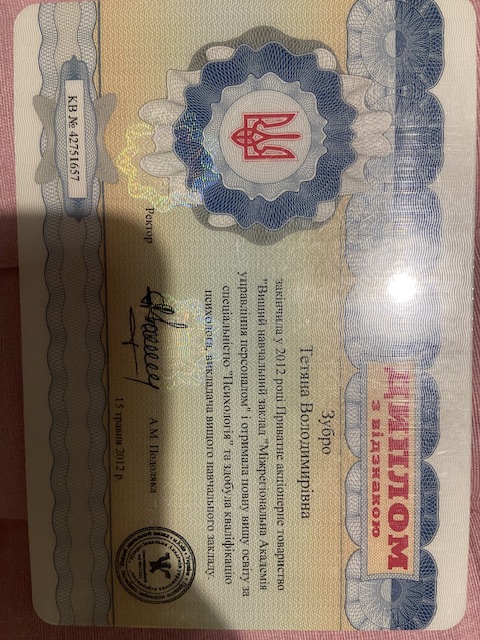 ДИПЛОМ
з відзнакою
Зубро
Тетяна Володимирівна
закінчила у 2012 році Приватне акціонерне товариство
"Вищий навчальний заклад "Міжрегіональна Академія
управління персоналом" і отримала повну вищу освіту за
спеціальністю "Психологія" та здобула кваліфікацію
психолога, викладача вищого навчального закладу.
Ректор
А.М. Подоляка
15 травня 2012 р
КВ № 42751657